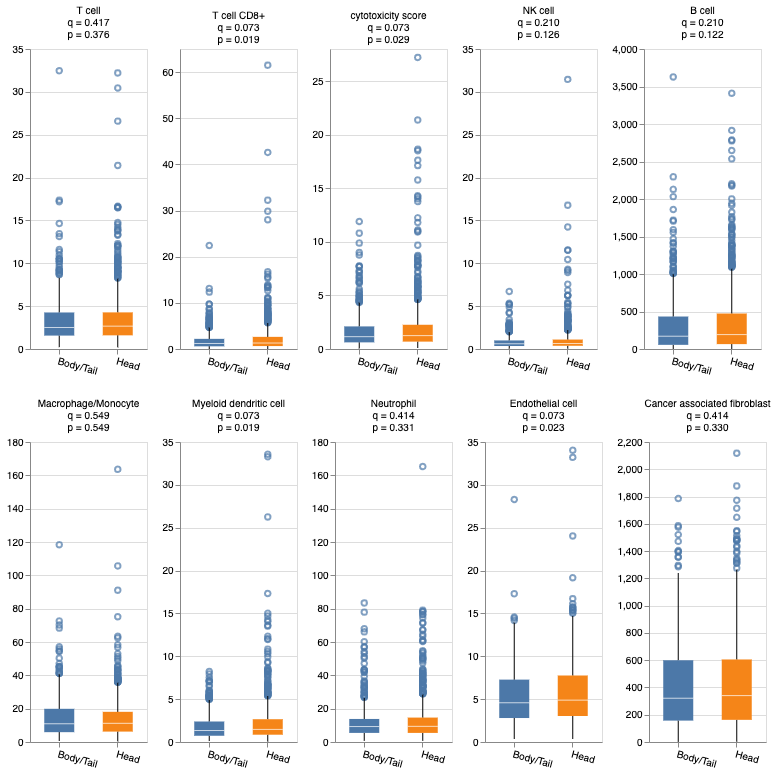 T cell
q = 0.417
p = 0.376
35
30
25
20
15
10
5
0
Body/Tail
Head
T cell CD8+
q = 0.073
p = 0.019
60
50
40
30
20
10
0
Body/Tail
Head
cytotoxicity score
q = 0.073
p = 0.029
25
20
15
10
5
0
Body/Tail
Head
NK cell
q = 0.210
p = 0.126
35
30
25
20
15
10
5
0
Body/Tail
Head
B cell
q = 0.210
p = 0.122
4,000
3,500
3,000
2,500
2,000
1,500
1,000
500
0
Body/Tail
Head
Macrophage/Monocyte
q = 0.549
p = 0.549
180
160
140
120
100
80
60
40
20
0
Body/Tail
Head
Myeloid dendritic cell
q = 0.073
p = 0.019
35
30
25
20
15
10
5
0
Body/Tail
Head
Neutrophil
q = 0.414
p = 0.331
180
160
140
120
100
80
60
40
20
0
Body/Tail
Head
Endothelial cell
q = 0.073
p = 0.023
35
30
25
20
15
10
5
0
Body/Tail
Head
Cancer associated fibroblast
q = 0.414
p = 0.330
2,200
2,000
1,800
1,600
1,400
1,200
1,000
800
600
400
200
0
Body/Tail
Head